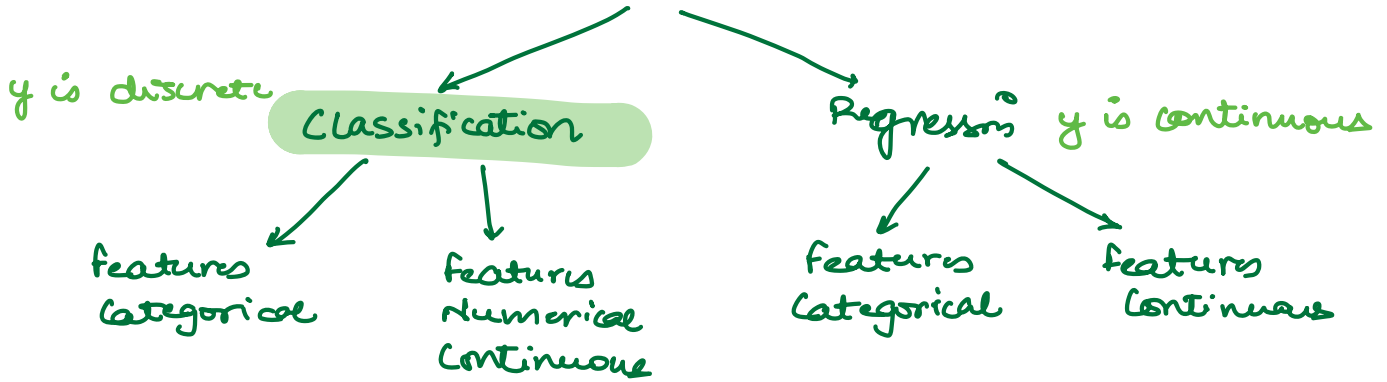 y is discrete
Classification
Regression
y is continuous
features
Categorical
features
Numerical
Continuous
features
Categorical
features
Continuous